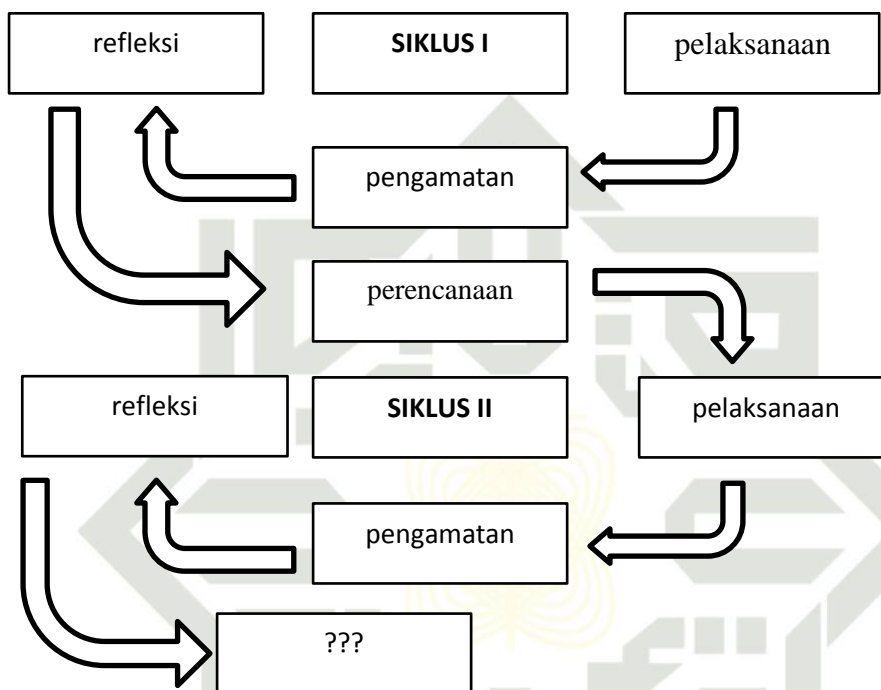 refleksi
SIKLUS I
pelaksanaan
pengamatan
perencanaan
refleksi
SIKLUS II
pelaksanaan
pengamatan
???